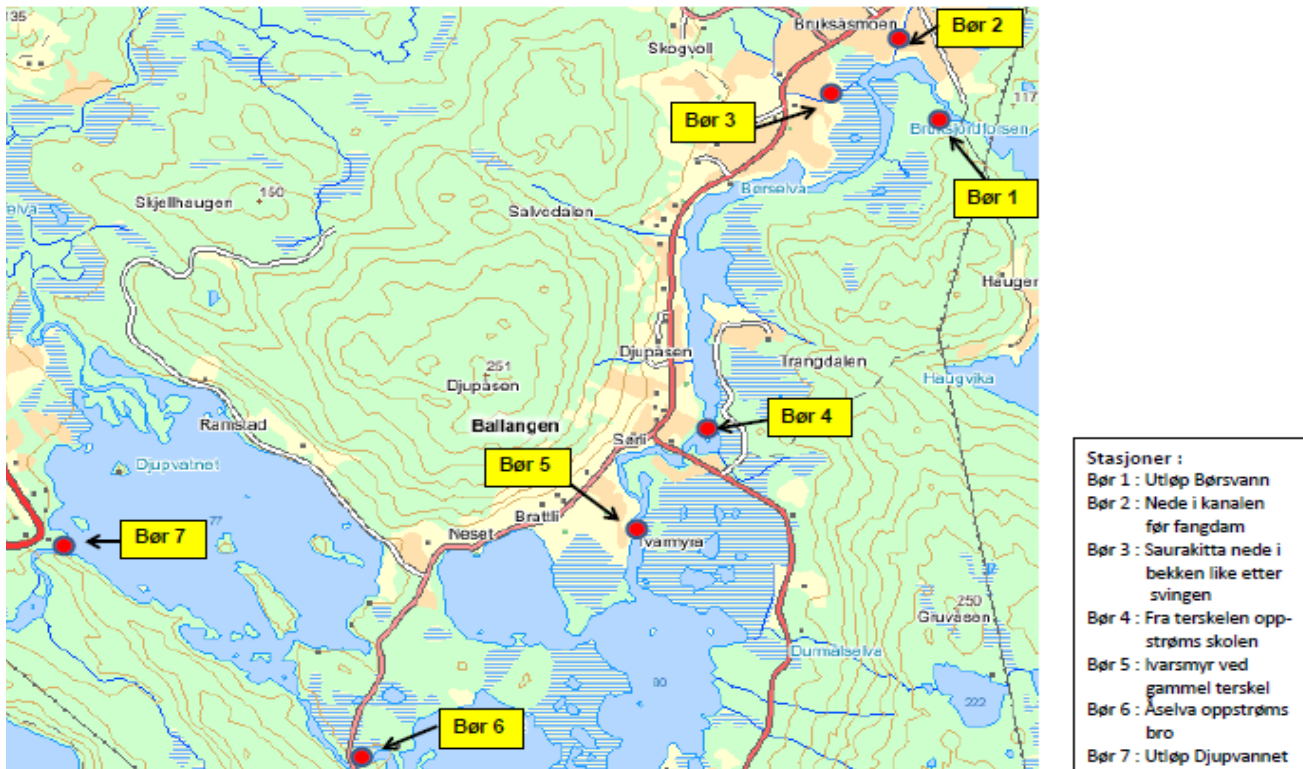 135
Bruksåsmoen
Bør 2
Skogvoll
117
Bør 3
Bruksjordforsen
Bør 1
Børselva
elva
150
Skjellhaugen
Salvedalen
Hauger
Djupåsen
Trangdalen
Haugvika
251
Djupåsen
Ballangen
Bør 4
Ramstad
Sørli
Bør 5
Djupvatnet
Brattli
77
Neset
Ivarmyra
Bør 7
250
Gruvåsen
Durmålselva
80
222
Bør 6
Stasjoner :
Bør 1 : Utløp Børsvann
Bør 2 : Nede i kanalen
før fangdam
Bør 3 : Saurakitta nede i
bekken like etter
svingen
Bør 4 : Fra terskelen opp-
strøms skolen
Bør 5 : Ivarsmyr ved
gammel terskel
Bør 6 : Åselva oppstrøms
bro
Bør 7 : Utløp Djupvannet